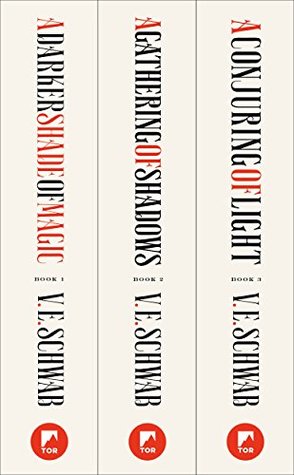 A DARKER SHADE OF MAGIC
BOOK 1
V. E. SCHWAB
TOR
A GATHERING OF SHADOWS
BOOK 2
V. E. SCHWAB
TOR
A CONJURING OF LIGHT
BOOK 3
V. E. SCHWAB
TOR